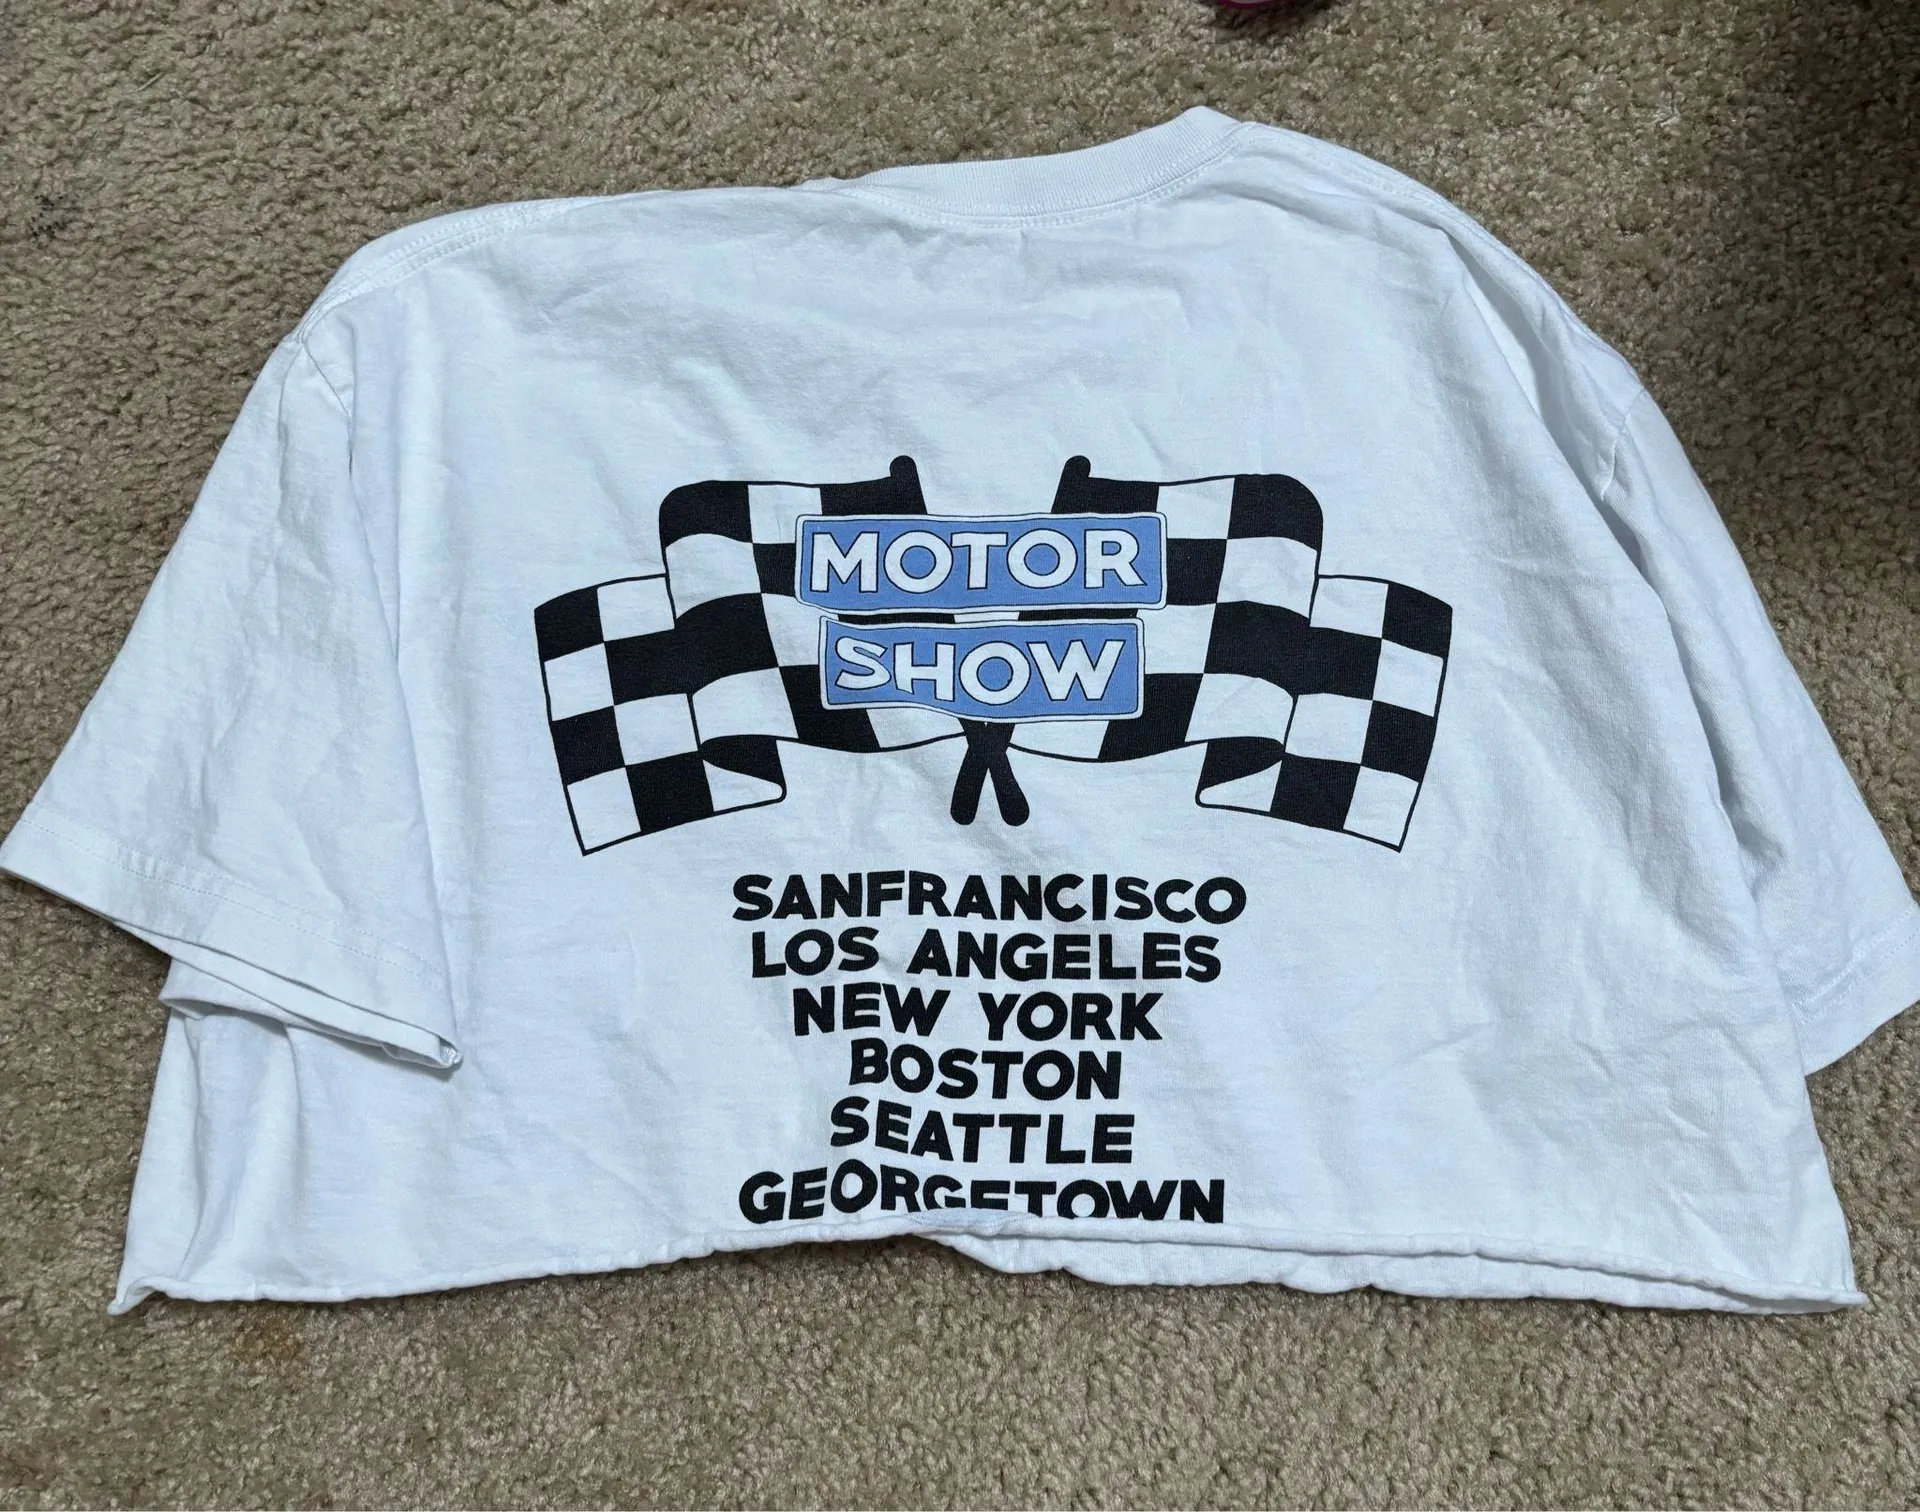 MOTOR
SHOW
SANFRANCISCO
LOS ANGELES
NEW YORK
BOSTON
SEATTLE
GEORGETOWN